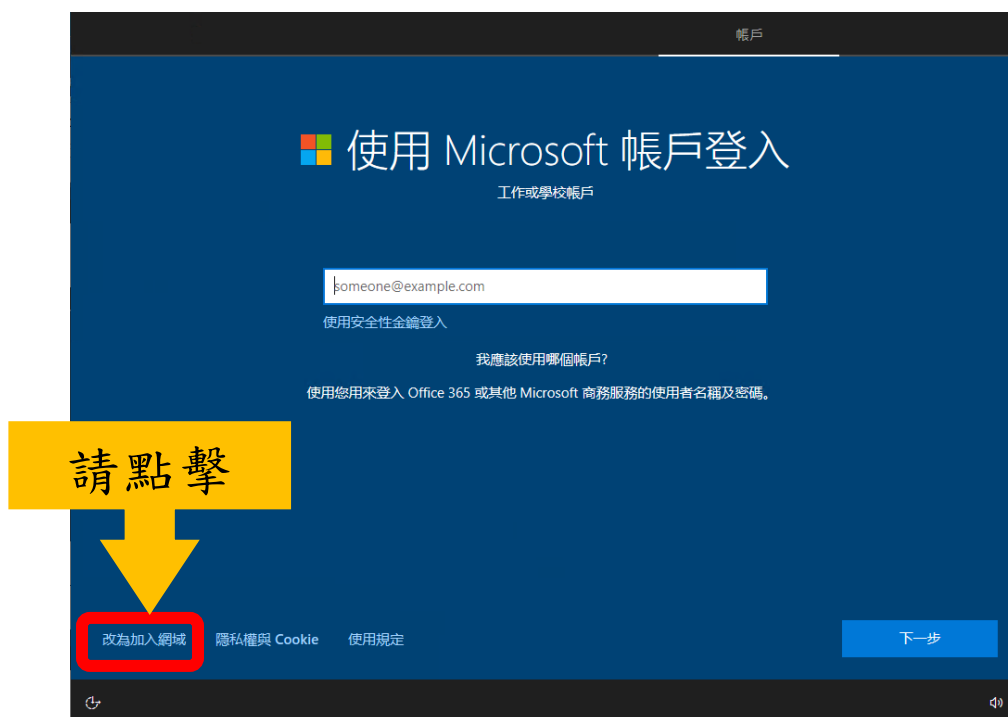 帳戶
使用 Microsoft 帳戶登入
工作或學校帳戶
someone@example.com
使用安全性金鑰登入
我應該使用哪個帳戶?
使用您用來登入 Office 365 或其他 Microsoft 商務服務的使用者名稱及密碼。
請點擊
改為加入網域 隱私權與 Cookie 使用規定 下一步